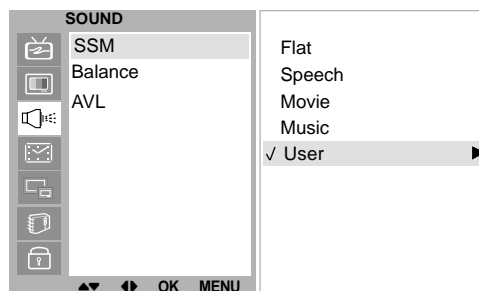 SOUND
SSM
Balance
AVL
Flat
Speech
Movie
Music
√ User
OK MENU